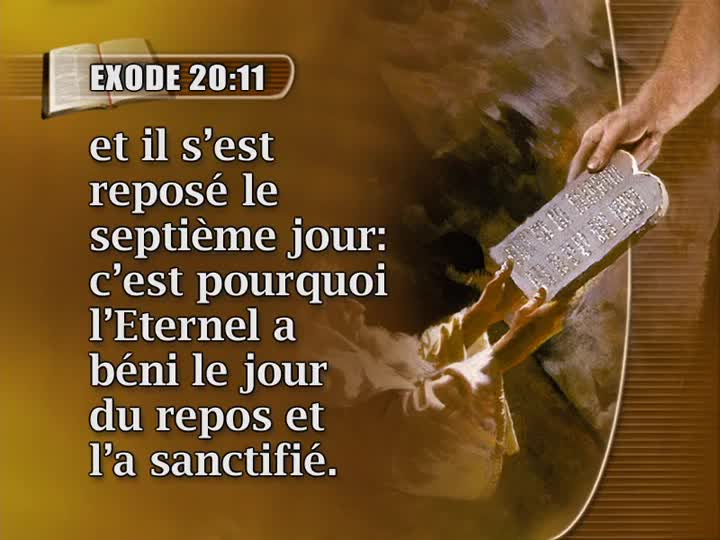 EXODE 20:11
et il s’est
reposé le
septième jour:
c’est pourquoi
l’Eternel a
béni le jour
du repos et
l’a sanctifié.